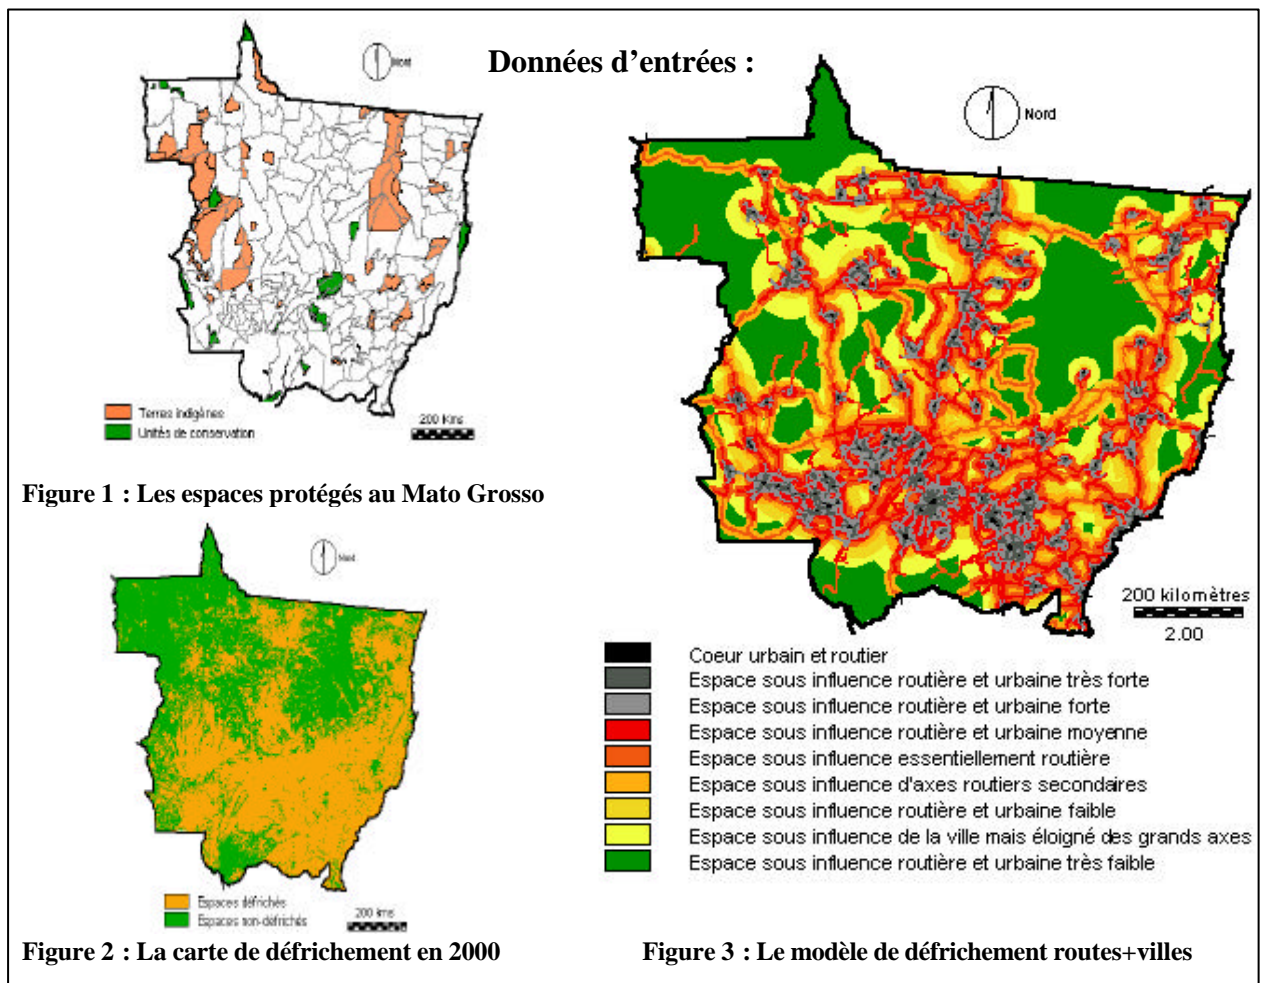 Données d’entrées :
Nord
Terres indigènes
Unités de conservation
200 Kms
Figure 1 : Les espaces protégés au Mato Grosso
Nord
Espaces défrichés
Espaces non-défrichés
200 kms
Figure 2 : La carte de défrichement en 2000
Nord
200 kilomètres
2.00
Coeur urbain et routier
Espace sous influence routière et urbaine très forte
Espace sous influence routière et urbaine forte
Espace sous influence routière et urbaine moyenne
Espace sous influence essentiellement routière
Espace sous influence d'axes routiers secondaires
Espace sous influence routière et urbaine faible
Espace sous influence de la ville mais éloigné des grands axes
Espace sous influence routière et urbaine très faible
Figure 3 : Le modèle de défrichement routes+villes